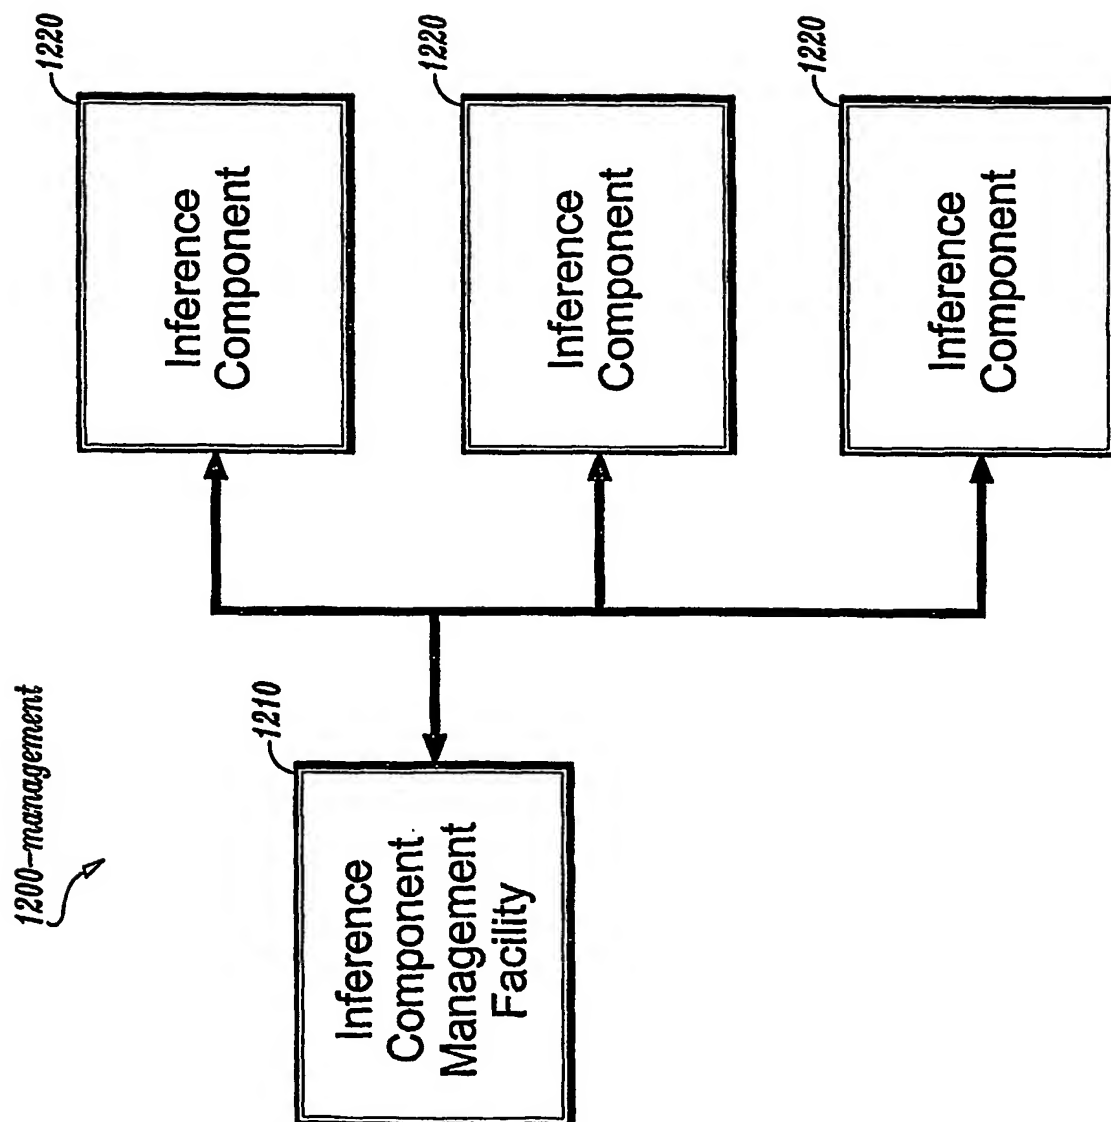 1200-management
1210
Inference
Component
Management
Facility
1220
Inference
Component
1220
Inference
Component
1220
Inference
Component